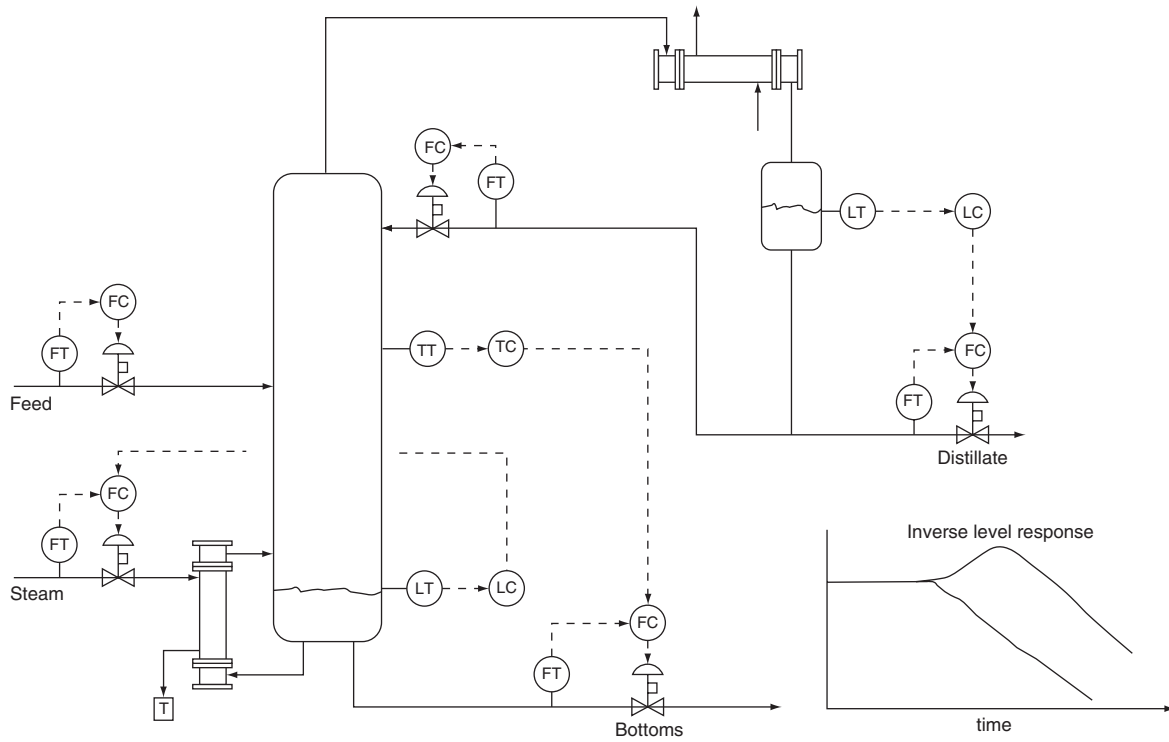 FC
FT
LT
LC
FC
FT
TT
TC
FC
FT
Feed
Distillate
FC
FT
Inverse level response
Steam
LT
LC
FC
FT
T
Bottoms
time